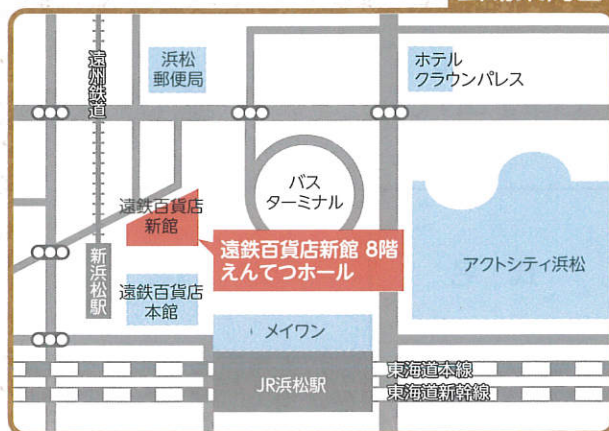 遠州鉄道
浜松
郵便局
ホテル
クラウンパレス
バス
ターミナル
遠鉄百貨店
新館
遠鉄百貨店新館 8階
えんてつホール
アクトシティ浜松
新浜松駅
遠鉄百貨店
本館
メイワン
JR浜松駅
東海道本線
東海道新幹線